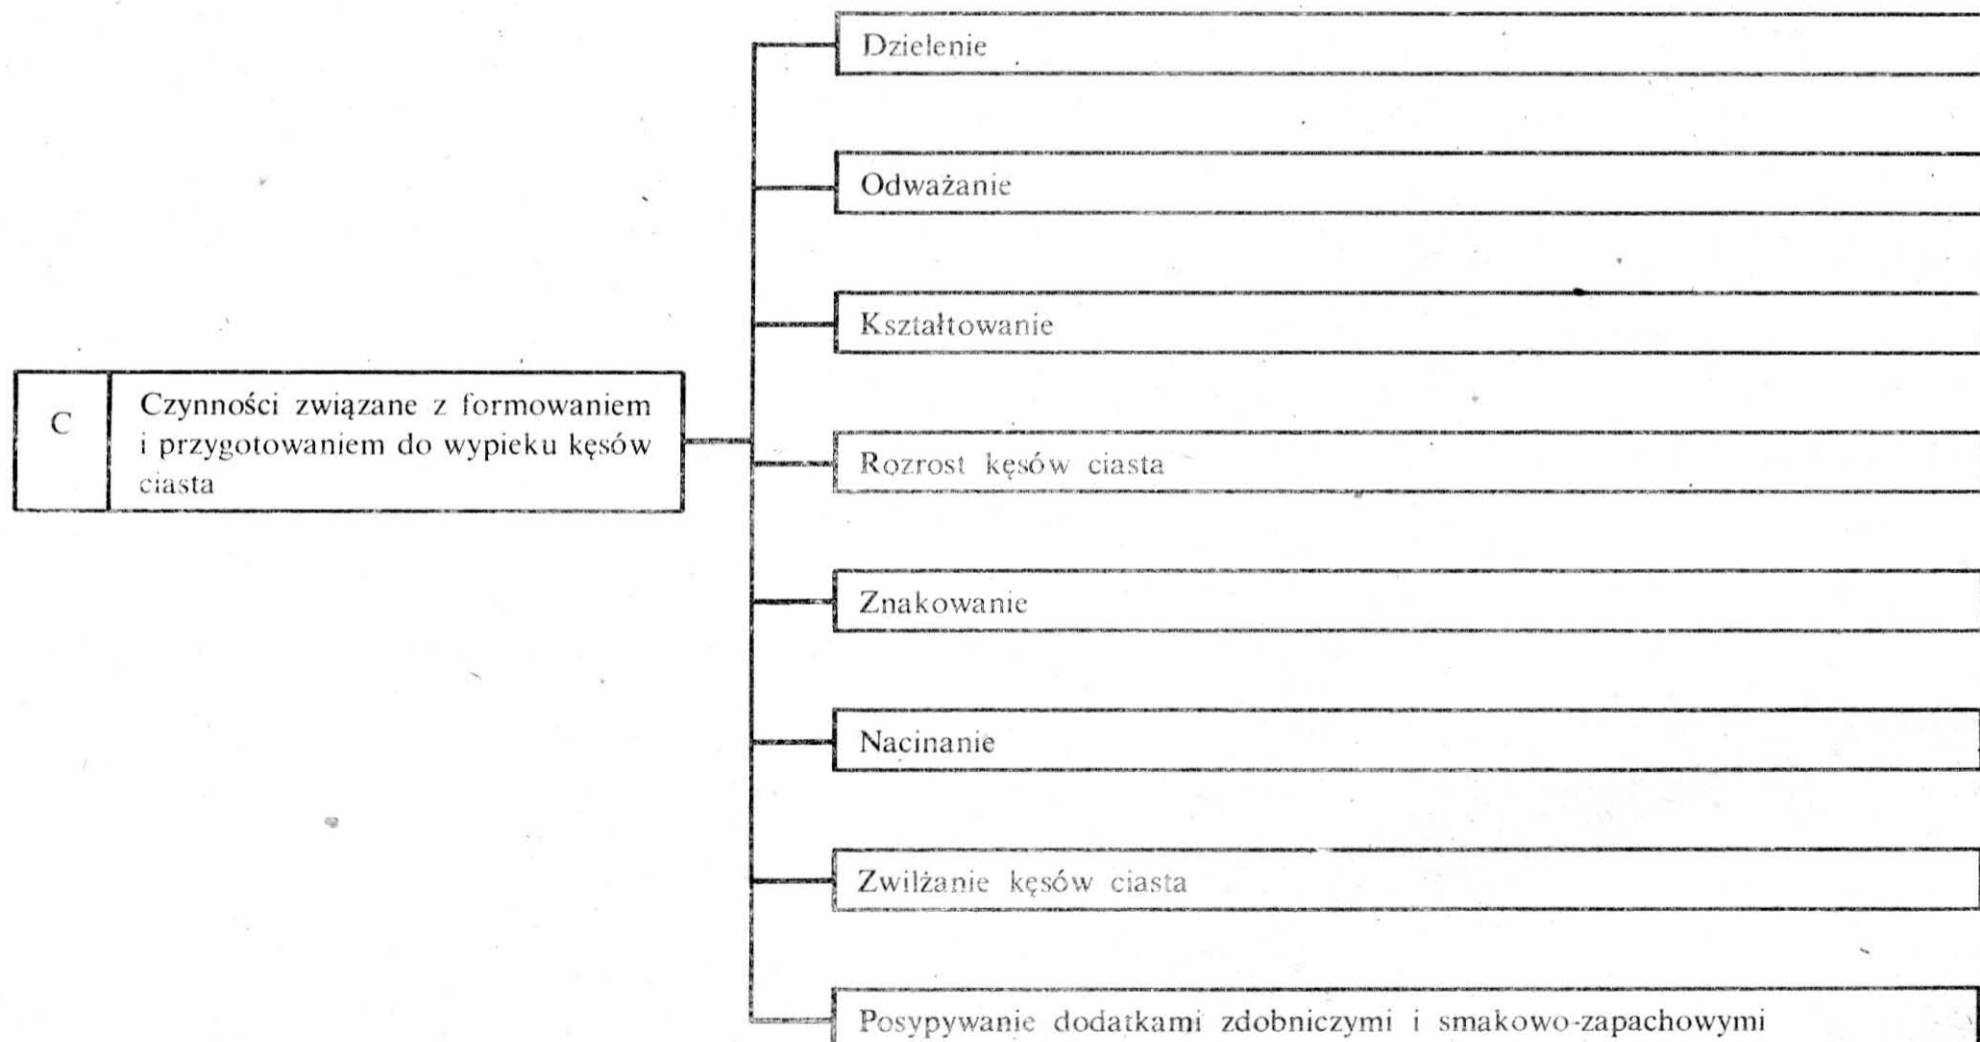 Dzielenie
Odważanie
Kształtowanie
C
Czynności związane z formowaniem
i przygotowaniem do wypieku kęsów
ciasta
Rozrost kęsów ciasta
Znakowanie
Nacinanie
Zwilżanie kęsów ciasta
Posypywanie dodatkami zdobniczymi i smakowo-zapachowymi